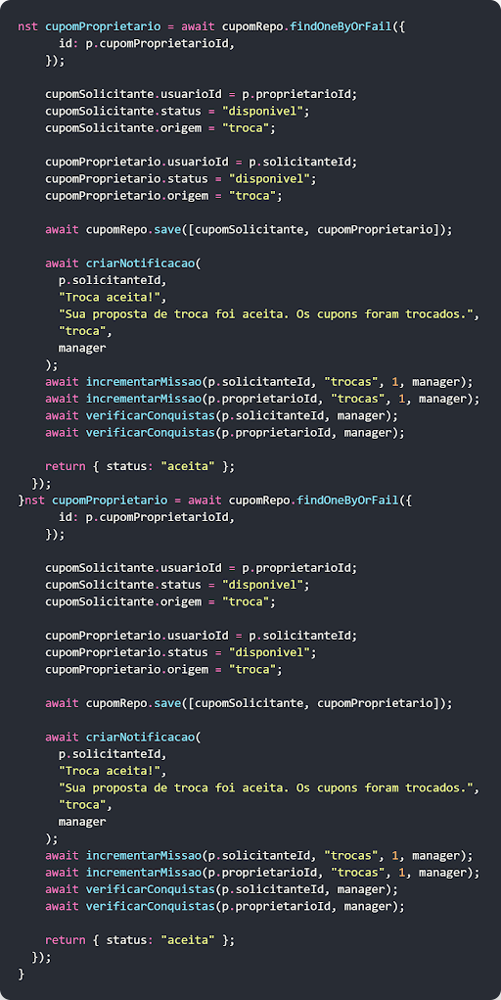 nst cupomProprietario = await cupomRepo.findOneByOrFail({
      id: p.cupomProprietarioId,
    });

    cupomSolicitante.usuarioId = p.proprietarioId;
    cupomSolicitante.status = "disponivel";
    cupomSolicitante.origem = "troca";

    cupomProprietario.usuarioId = p.solicitanteId;
    cupomProprietario.status = "disponivel";
    cupomProprietario.origem = "troca";

    await cupomRepo.save([cupomSolicitante, cupomProprietario]);

    await criarNotificacao(
      p.solicitanteId,
      "Troca aceita!",
      "Sua proposta de troca foi aceita. Os cupons foram trocados.",
      "troca",
      manager
    );
    await incrementarMissao(p.solicitanteId, "trocas", 1, manager);
    await incrementarMissao(p.proprietarioId, "trocas", 1, manager);
    await verificarConquistas(p.solicitanteId, manager);
    await verificarConquistas(p.proprietarioId, manager);

    return { status: "aceita" };
  });
}nst cupomProprietario = await cupomRepo.findOneByOrFail({
      id: p.cupomProprietarioId,
    });

    cupomSolicitante.usuarioId = p.proprietarioId;
    cupomSolicitante.status = "disponivel";
    cupomSolicitante.origem = "troca";

    cupomProprietario.usuarioId = p.solicitanteId;
    cupomProprietario.status = "disponivel";
    cupomProprietario.origem = "troca";

    await cupomRepo.save([cupomSolicitante, cupomProprietario]);

    await criarNotificacao(
      p.solicitanteId,
      "Troca aceita!",
      "Sua proposta de troca foi aceita. Os cupons foram trocados.",
      "troca",
      manager
    );
    await incrementarMissao(p.solicitanteId, "trocas", 1, manager);
    await incrementarMissao(p.proprietarioId, "trocas", 1, manager);
    await verificarConquistas(p.solicitanteId, manager);
    await verificarConquistas(p.proprietarioId, manager);

    return { status: "aceita" };
  });
}